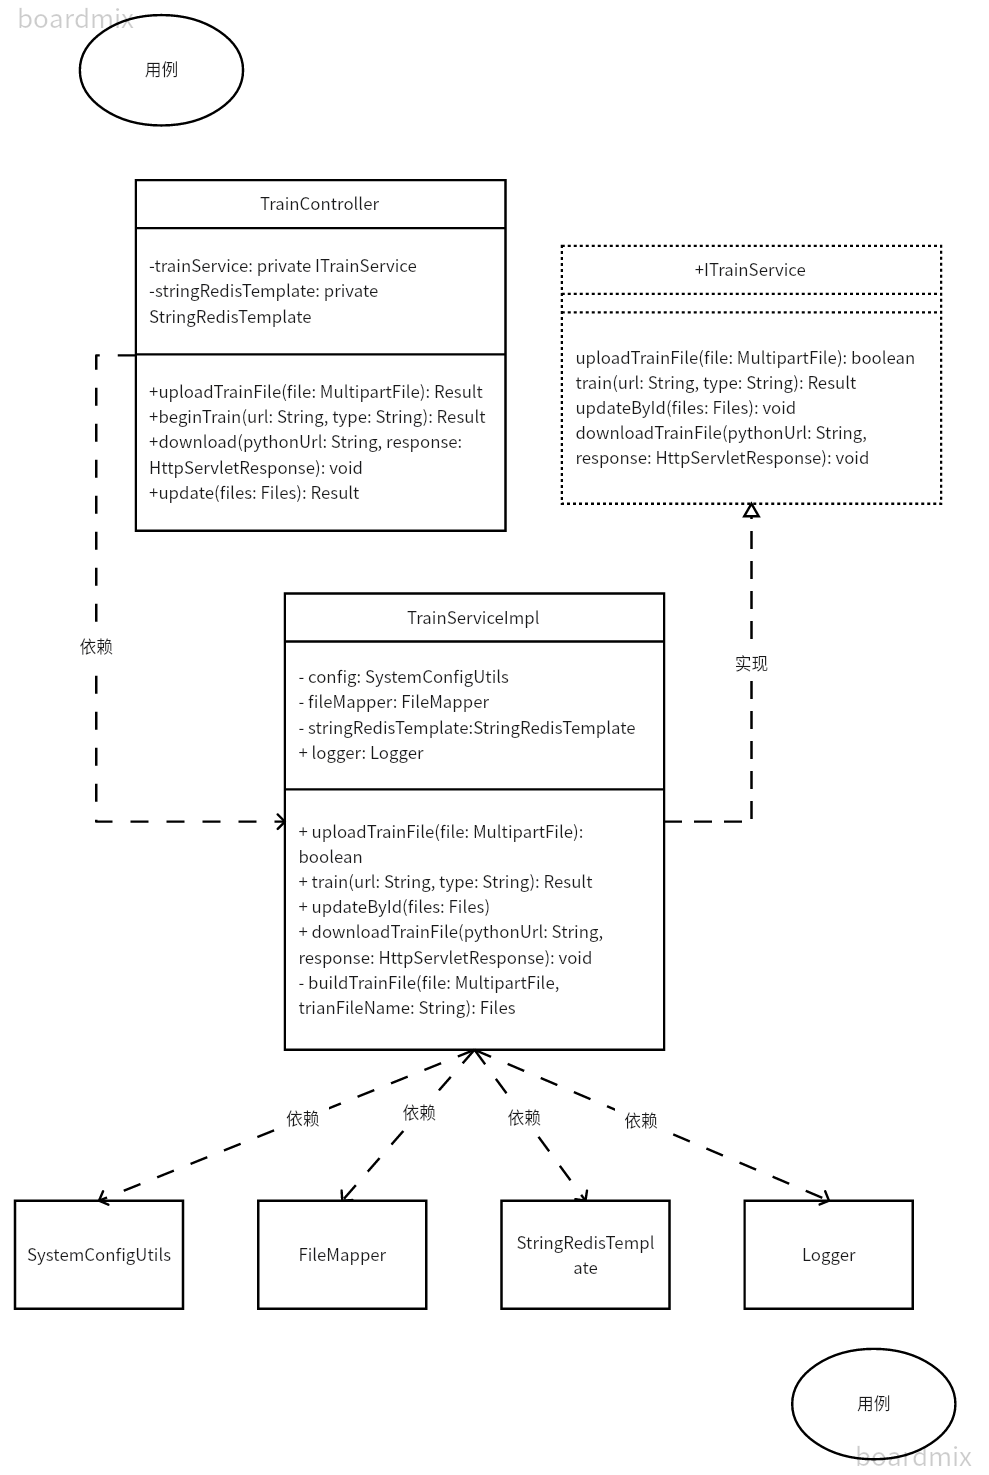 boardmix
用例
TrainController
-trainService: private ITrainService
-stringRedisTemplate: private
StringRedisTemplate
+uploadTrainFile(file: MultipartFile): Result
+beginTrain(url: String, type: String): Result
+download(pythonUrl: String, response:
HttpServletResponse): void
+update(files: Files): Result
+ITrainService
uploadTrainFile(file: MultipartFile): boolean
train(url: String, type: String): Result
updateById(files: Files): void
downloadTrainFile(pythonUrl: String,
response: HttpServletResponse): void
依赖
实现
TrainServiceImpl
- config: SystemConfigUtils
- fileMapper: FileMapper
- stringRedisTemplate:StringRedisTemplate
+ logger: Logger
+ uploadTrainFile(file: MultipartFile):
boolean
+ train(url: String, type: String): Result
+ updateById(files: Files)
+ downloadTrainFile(pythonUrl: String,
response: HttpServletResponse): void
- buildTrainFile(file: MultipartFile,
trianFileName: String): Files
依赖
依赖
依赖
依赖
SystemConfigUtils
FileMapper
StringRedisTempl
ate
Logger
用例
boardmix